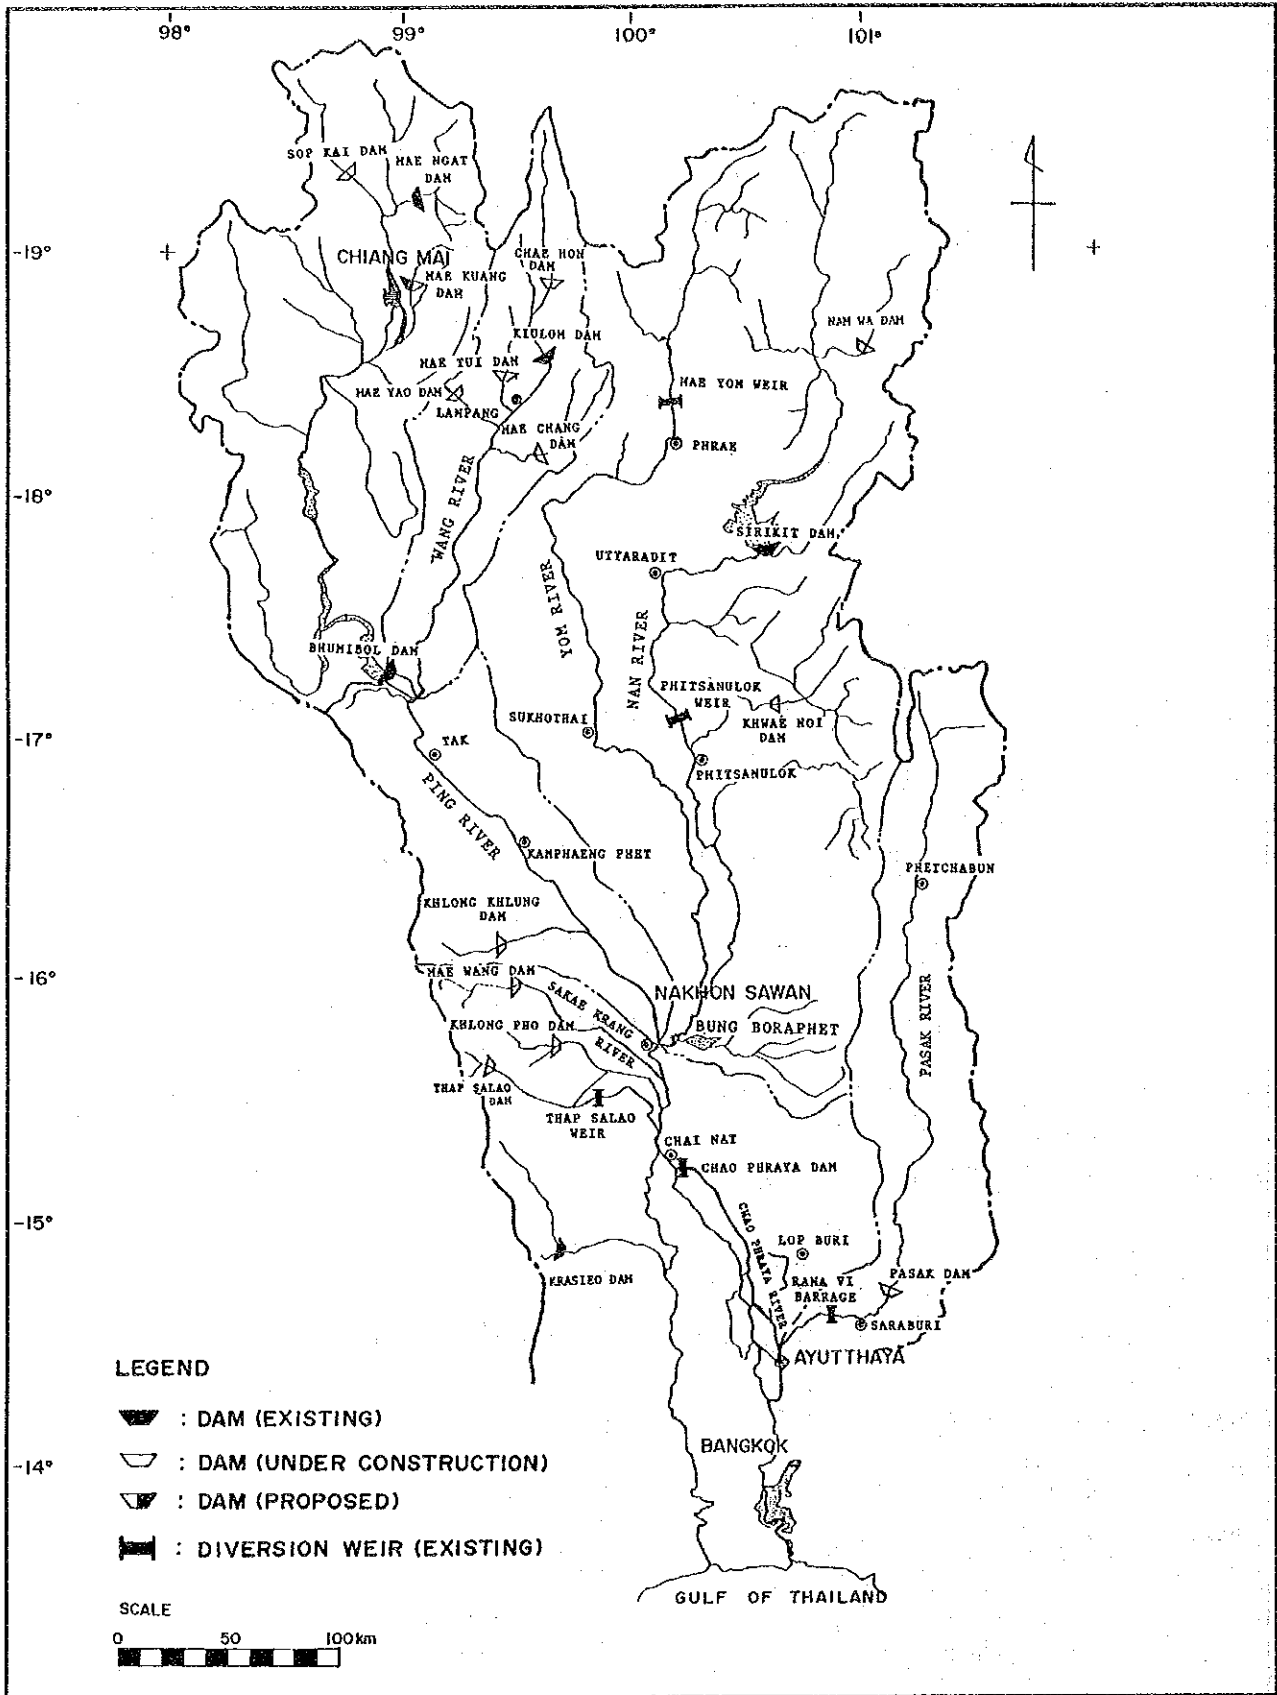 98°
99°
100°
101°
SOP KAI DAM
MAE NGAT
DAM
-19°
CHIANG MAI
MAE KUANG
DAM
CHAE HOM
DAM
KIULOM DAM
NAM WA DAM
MAE TUI DAM
MAE YAO DAM
LAMPANG
MAE CHANG
DAM
MAE YOM WEIR
PHRAE
-18°
WANG RIVER
SIRIKIT DAM
UTTARADIT
YOM RIVER
NAN RIVER
BHUMIBOL DAM
PHITSANULOK
WEIR
KHWAE NOI
DAM
SUKHOTHAI
-17°
TAK
PHITSANULOK
PING RIVER
KAMPHAENG PHET
PHETCHABUN
KHLONG KHLUNG
DAM
-16°
MAE WANG DAM
SAKAE KRANG
RIVER
NAKHON SAWAN
BUNG BORAPHET
PASAK RIVER
KHLONG PHO DAM
THAP SALAO
DAM
THAP SALAO
WEIR
CHAI NAT
CHAO PHRAYA DAM
-15°
CHAO PHRAYA RIVER
LOP BURI
KRASIEO DAM
RAMA VI
BARRAGE
PASAK DAM
SARABURI
AYUTTHAYA
LEGEND
: DAM (EXISTING)
: DAM (UNDER CONSTRUCTION)
: DAM (PROPOSED)
: DIVERSION WEIR (EXISTING)
-14°
BANGKOK
GULF OF THAILAND
SCALE
0 50 100km